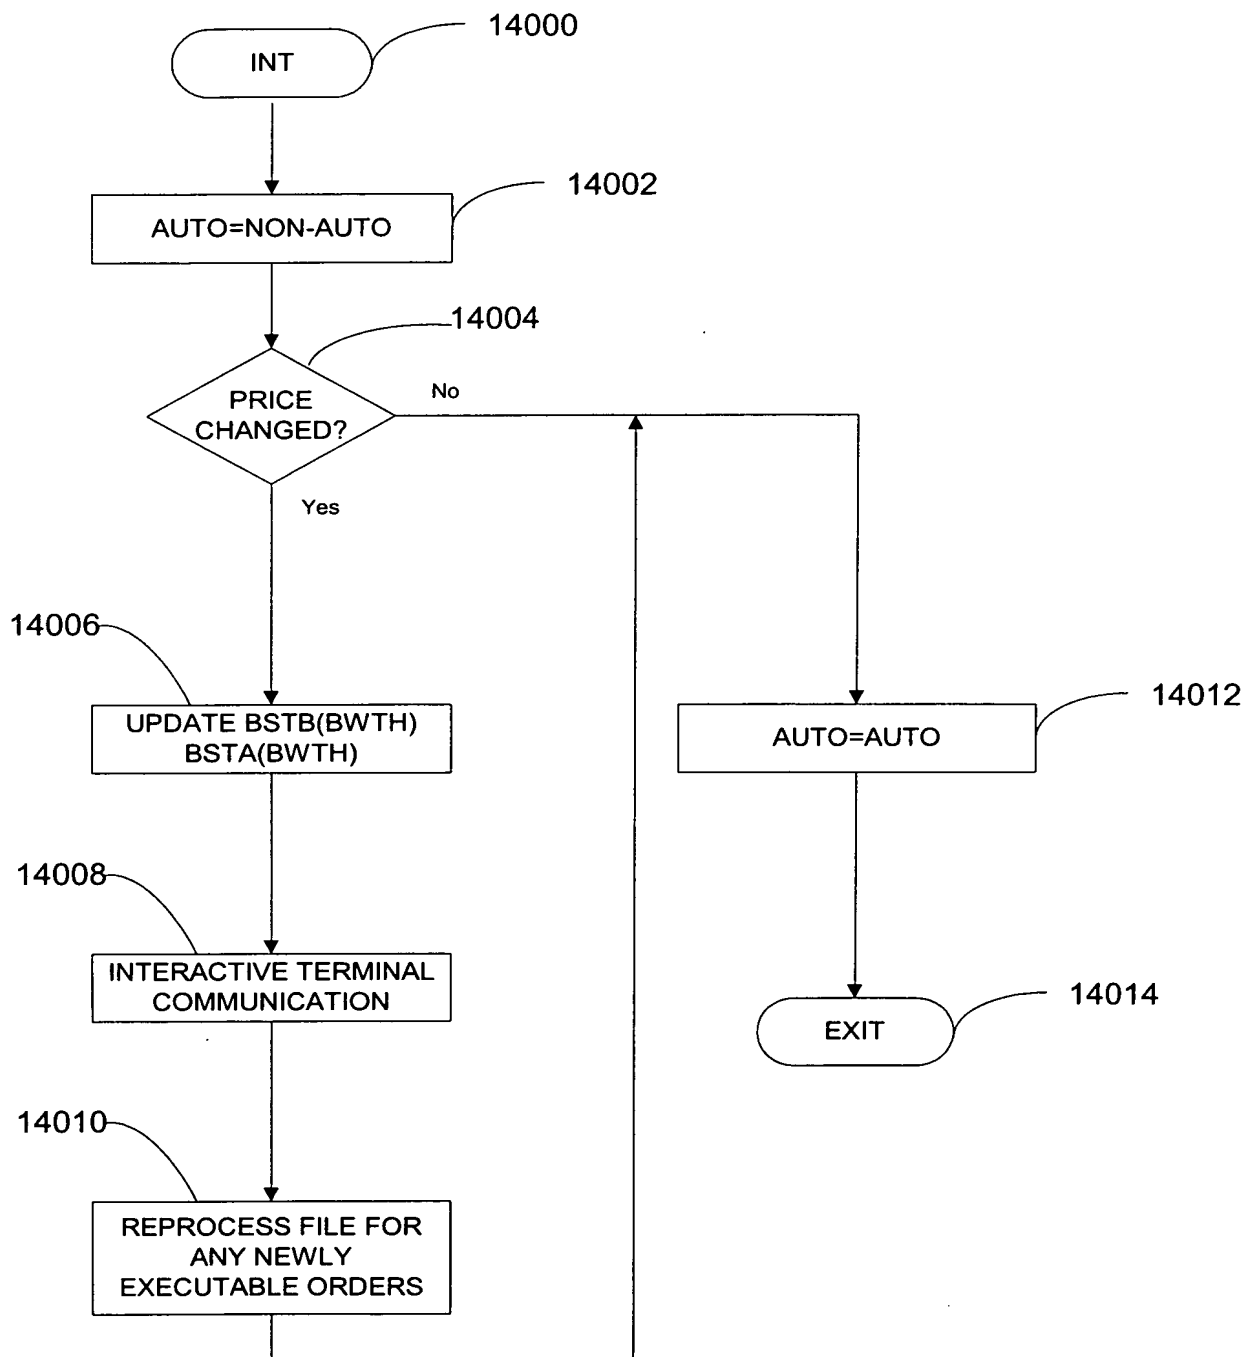 14000
INT
14002
AUTO=NON-AUTO
14004
PRICE
CHANGED?
No
Yes
14006
UPDATE BSTB(BWTH)
BSTA(BWTH)
14012
AUTO=AUTO
14008
INTERACTIVE TERMINAL
COMMUNICATION
14014
EXIT
14010
REPROCESS FILE FOR
ANY NEWLY
EXECUTABLE ORDERS